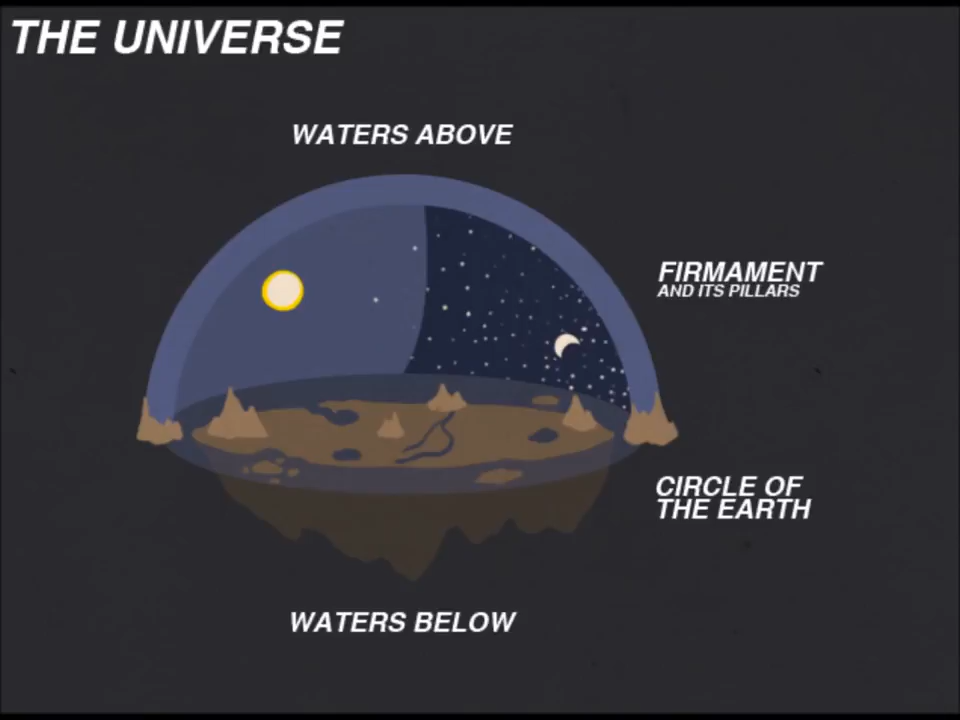 THE UNIVERSE
WATERS ABOVE
FIRMAMENT
AND ITS PILLARS
CIRCLE OF
THE EARTH
WATERS BELOW